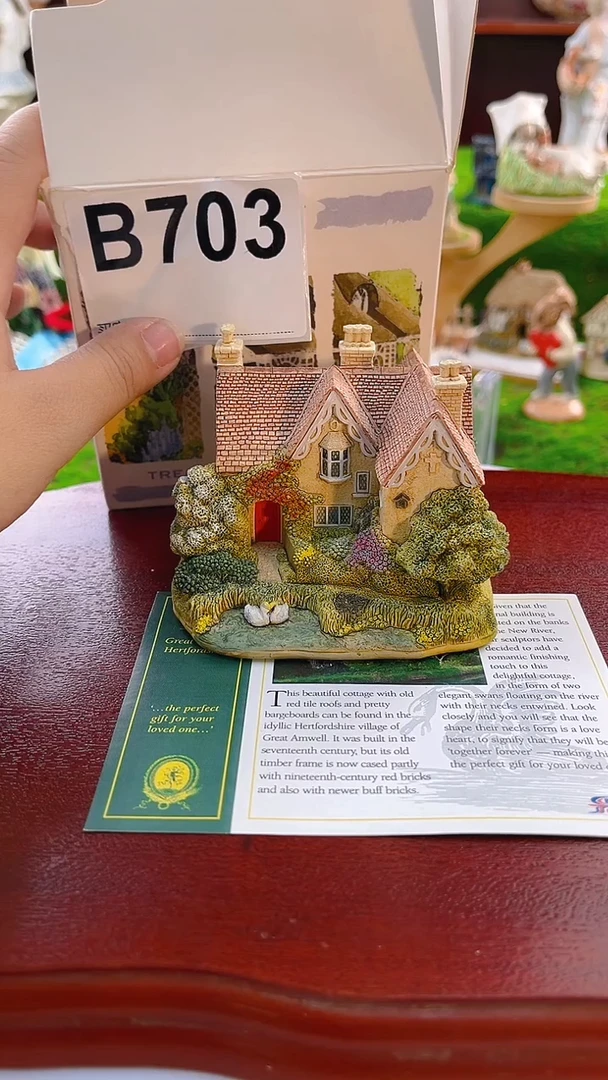 B703
TRE
Great
Hertford
'...the perfect
gift for your
loved one...'
This beautiful cottage with old
red tile roofs and pretty
bargeboards can be found in the
idyllic Hertfordshire village of
Great Amwell. It was built in the
seventeenth century, but its old
timber frame is now cased partly
with nineteenth-century red bricks
and also with newer buff bricks.
iven that the
nal building is
ted on the banks
he New River,
r sculptors have
decided to add a
romantic finishing
touch to this
delightful cottage,
in the form of two
elegant swans floating on the river
with their necks entwined. Look
closely and you will see that the
shape their necks form is a love
heart, to signify that they will be
'together forever' — making thi
the perfect gift for your loved